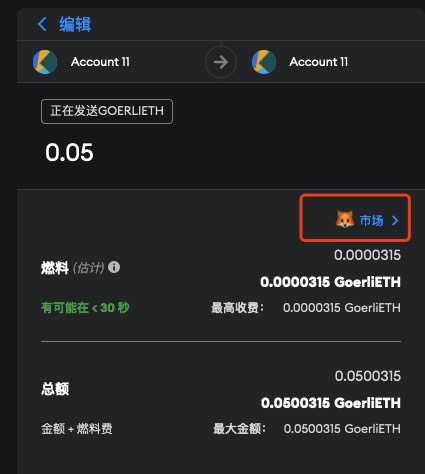 编辑
Account 11
Account 11
正在发送GOERLIETH
0.05
市场
0.0000315
燃料 (估计)
0.0000315 GoerliETH
有可能在 < 30 秒 最高收费： 0.0000315 GoerliETH
0.0500315
总额
0.0500315 GoerliETH
金额 + 燃料费 最大金额： 0.0500315 GoerliETH